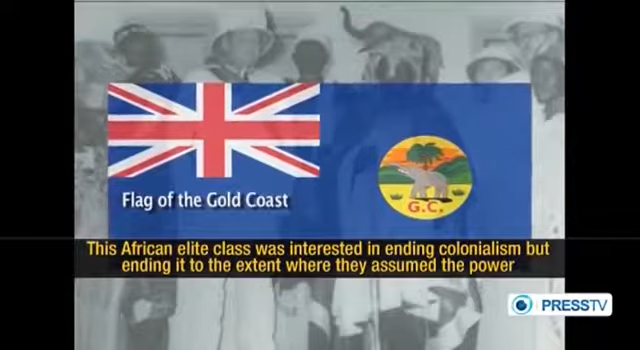 G.C.
Flag of the Gold Coast
This African elite class was interested in ending colonialism but
ending it to the extent where they assumed the power
PRESSTV